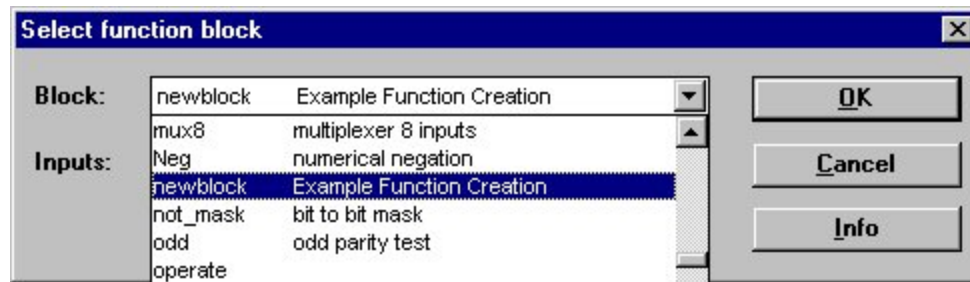 Select function block
Block: newblock Example Function Creation OK
mux8 multiplexer 8 inputs
Inputs: Neg numerical negation Cancel
newblock Example Function Creation
not_mask bit to bit mask Info
odd odd parity test
operate